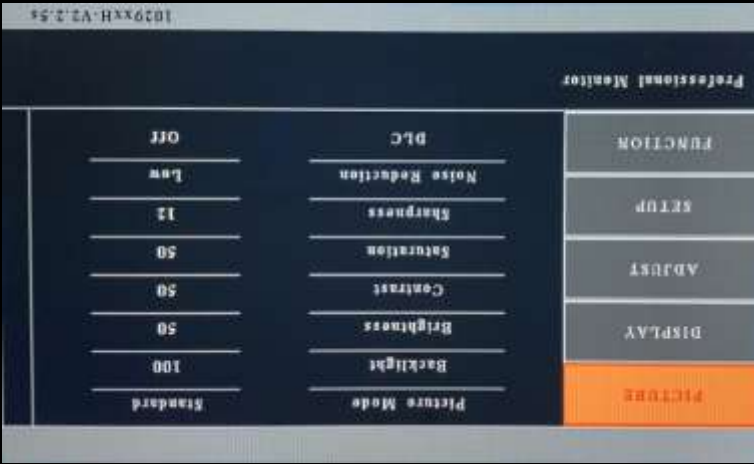 PICTURE
DISPLAY
ADJUST
SETUP
FUNCTION
Picture Mode Standard
Backlight 100
Brightness 50
Contrast 50
Saturation 50
Sharpness 12
Noise Reduction Low
DLC Off
Professional Monitor
1029xxH-V2.2.5s